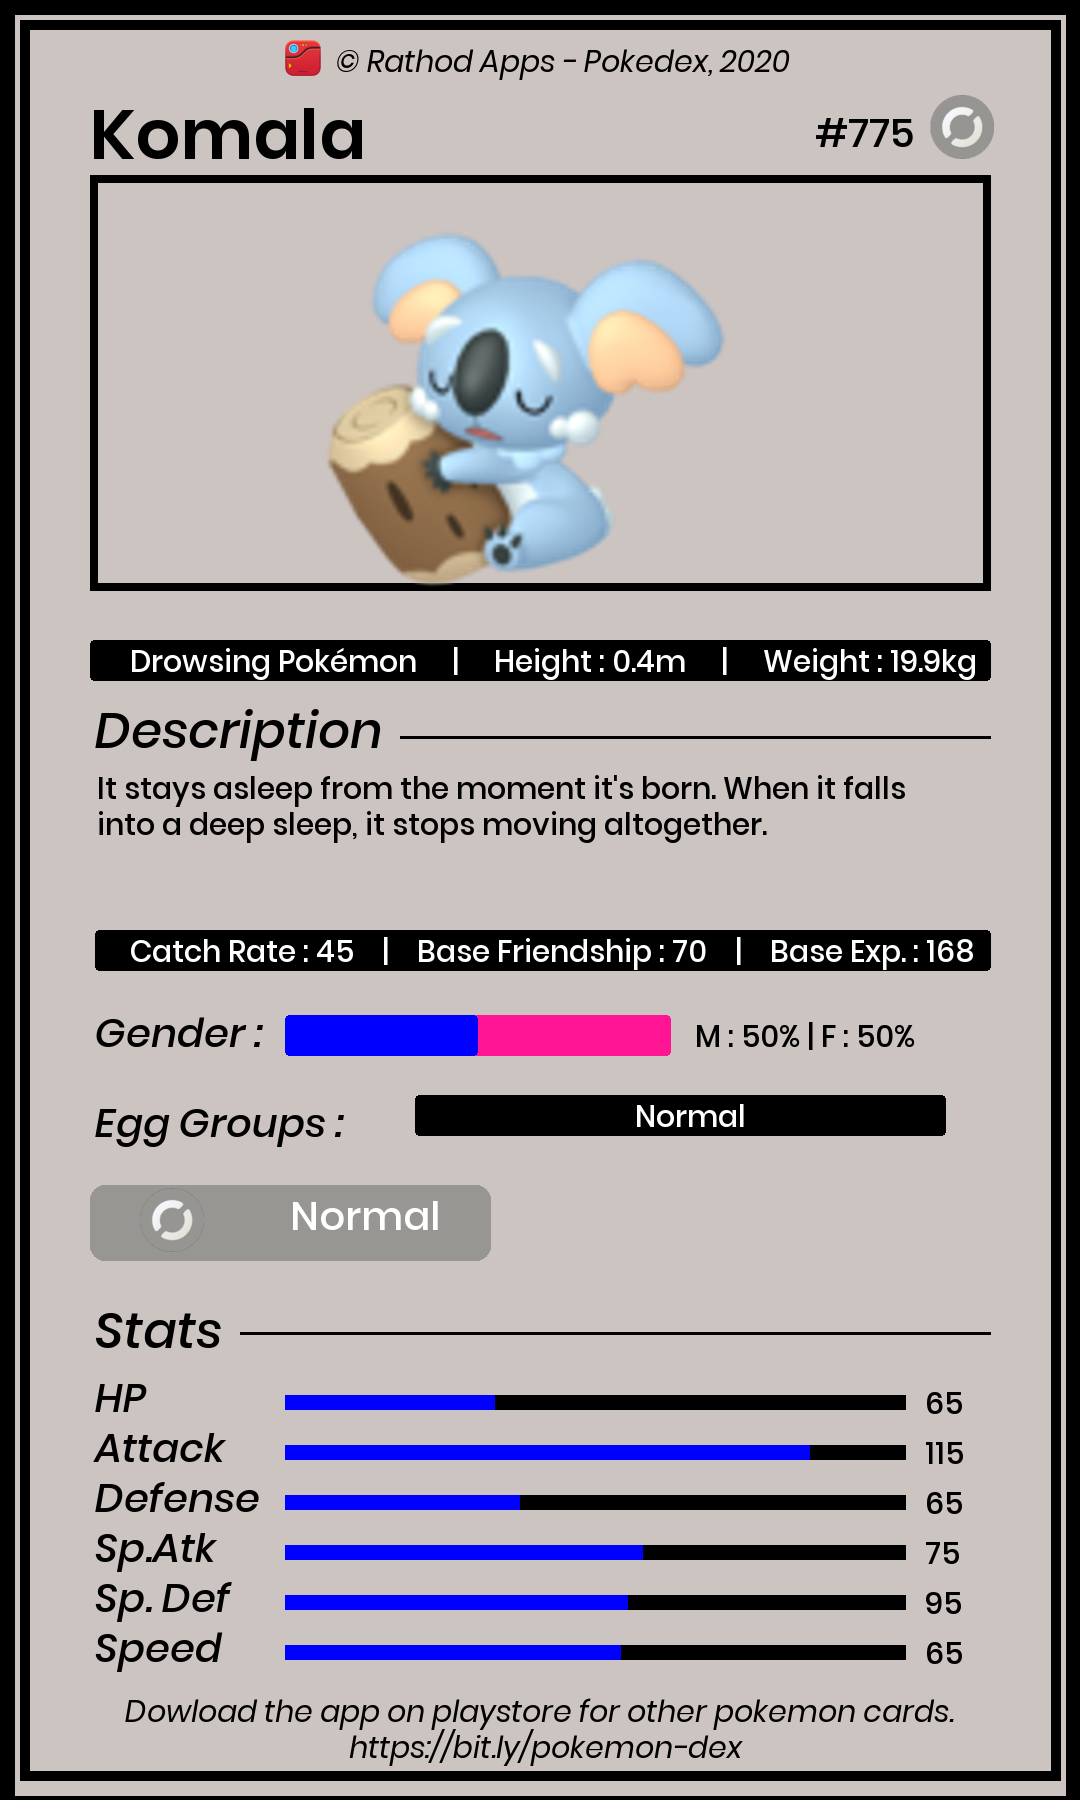 © Rathod Apps - Pokedex, 2020
Komala #775
Drowsing Pokémon | Height : 0.4m | Weight : 19.9kg
Description
It stays asleep from the moment it's born. When it falls
into a deep sleep, it stops moving altogether.
Catch Rate : 45 | Base Friendship : 70 | Base Exp. : 168
Gender : M : 50% | F : 50%
Egg Groups : Normal
Normal
Stats
HP 65
Attack 115
Defense 65
Sp.Atk 75
Sp. Def 95
Speed 65
Dowload the app on playstore for other pokemon cards.
https://bit.ly/pokemon-dex